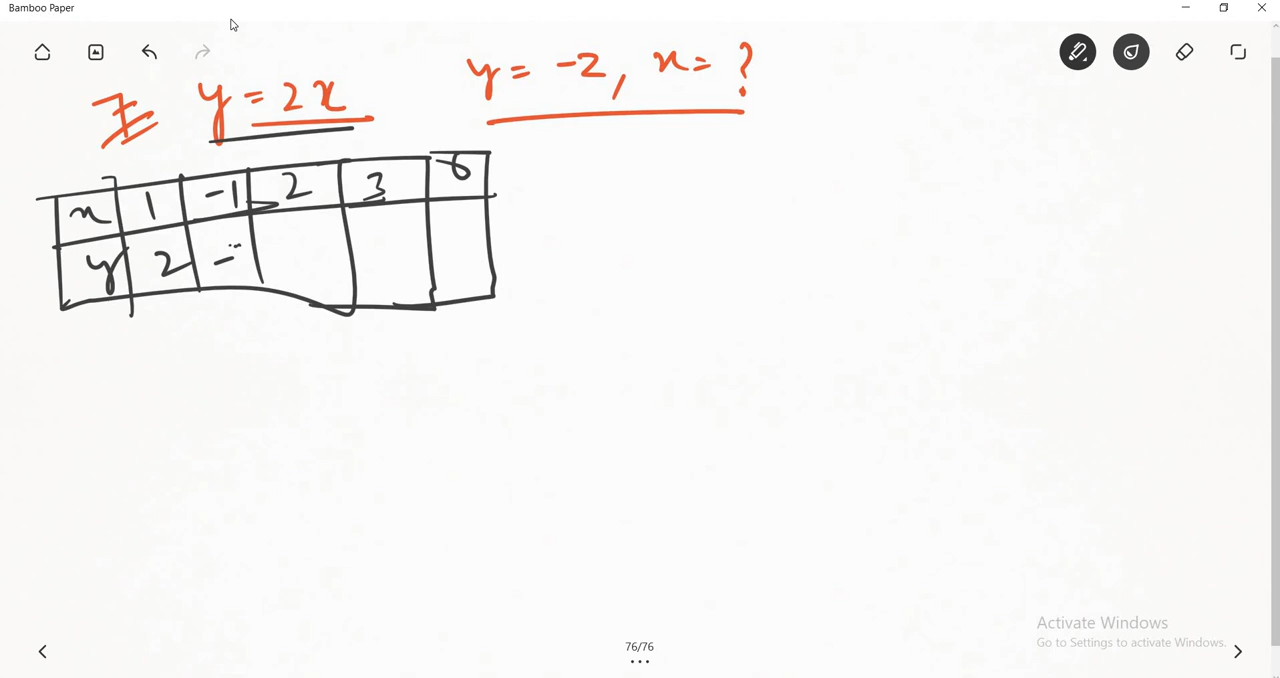 Bamboo Paper
y = -2, x = ?
7 y = 2x
x 1 -1 2 3 6
y 2 -
76/76
Activate Windows
Go to Settings to activate Windows.